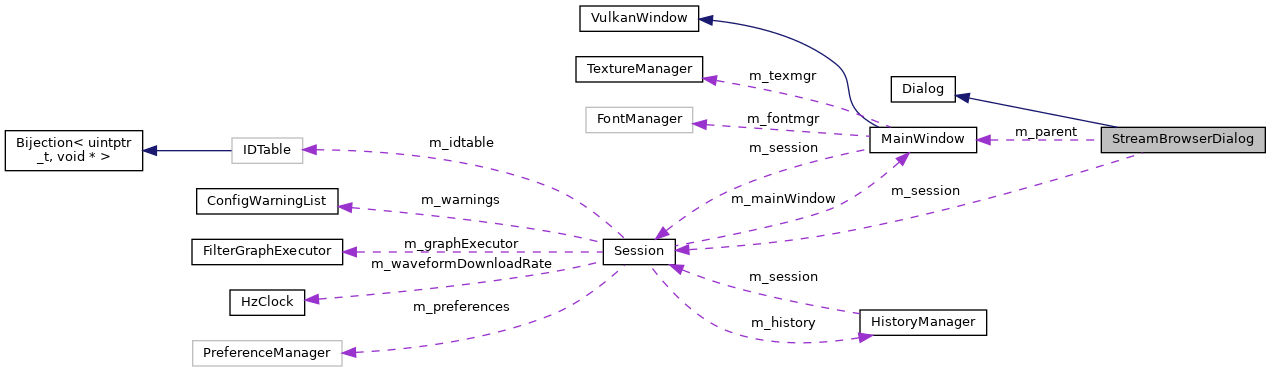 VulkanWindow
TextureManager
m_texmgr
Dialog
FontManager
m_fontmgr
MainWindow
m_parent
StreamBrowserDialog
Bijection< uintptr
_t, void * >
IDTable
m_idtable
m_session
ConfigWarningList
m_warnings
m_mainWindow
m_session
FilterGraphExecutor
m_graphExecutor
Session
m_waveformDownloadRate
m_session
HzClock
m_preferences
m_history
HistoryManager
PreferenceManager